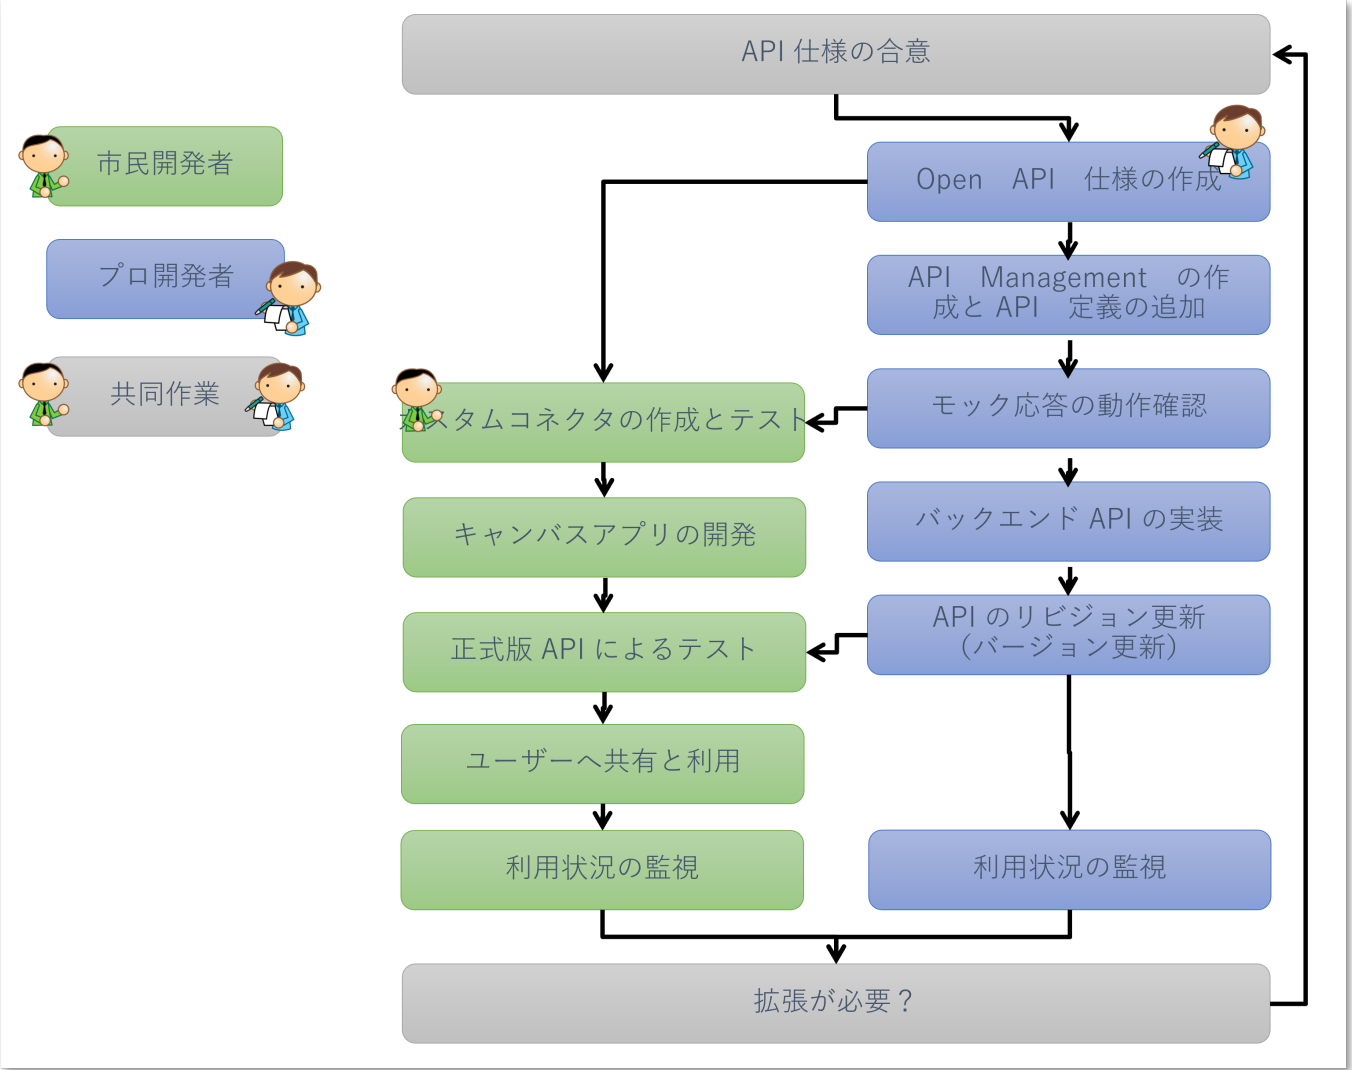 API 仕様の合意
市民開発者
プロ開発者
共同作業
Open　API　仕様の作成
API　Management　の作
成と API　定義の追加
モック応答の動作確認
バックエンド API の実装
API のリビジョン更新
（バージョン更新）
利用状況の監視
カスタムコネクタの作成とテスト
キャンバスアプリの開発
正式版 API によるテスト
ユーザーへ共有と利用
利用状況の監視
拡張が必要？